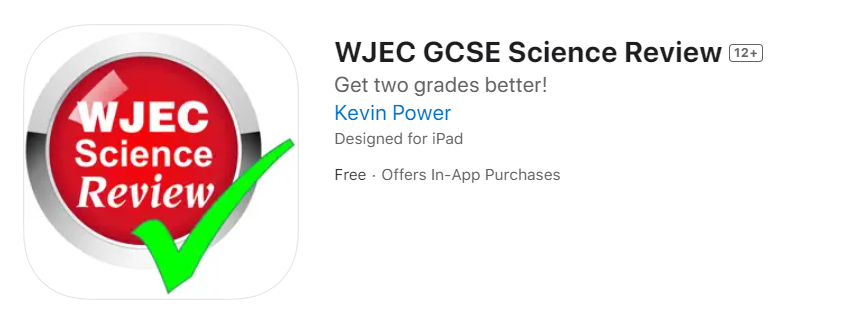 WJEC
Science
Review
WJEC GCSE Science Review 12+
Get two grades better!
Kevin Power
Designed for iPad
Free · Offers In-App Purchases